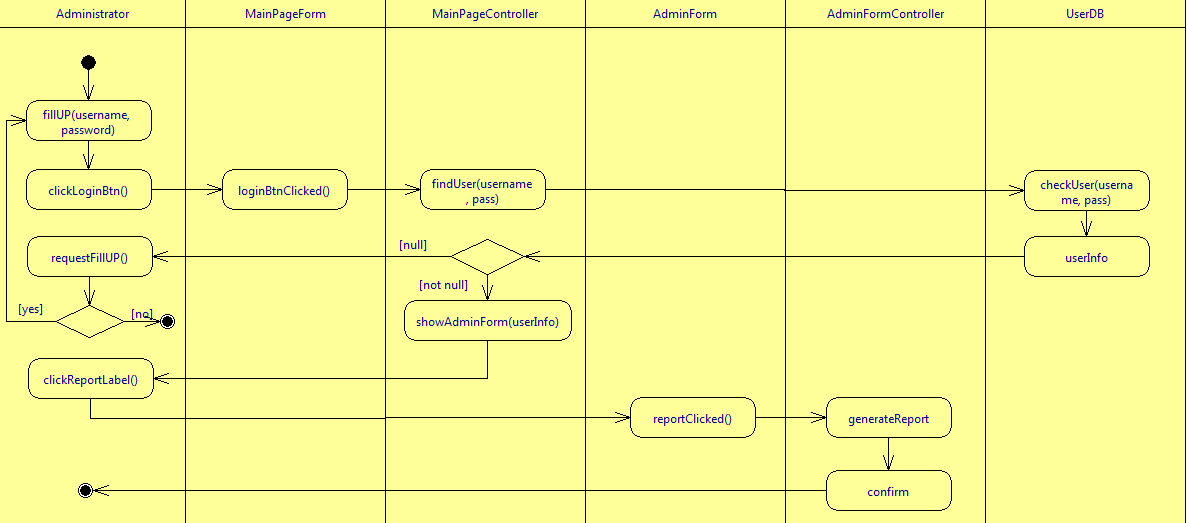 Administrator
MainPageForm
MainPageController
AdminForm
AdminFormController
UserDB
fillUP(username,
password)
clickLoginBtn()
loginBtnClicked()
findUser(username
, pass)
checkUser(userna
me, pass)
[null]
requestFillUP()
userInfo
[not null]
[yes]
[no]
showAdminForm(userInfo)
clickReportLabel()
reportClicked()
generateReport
confirm